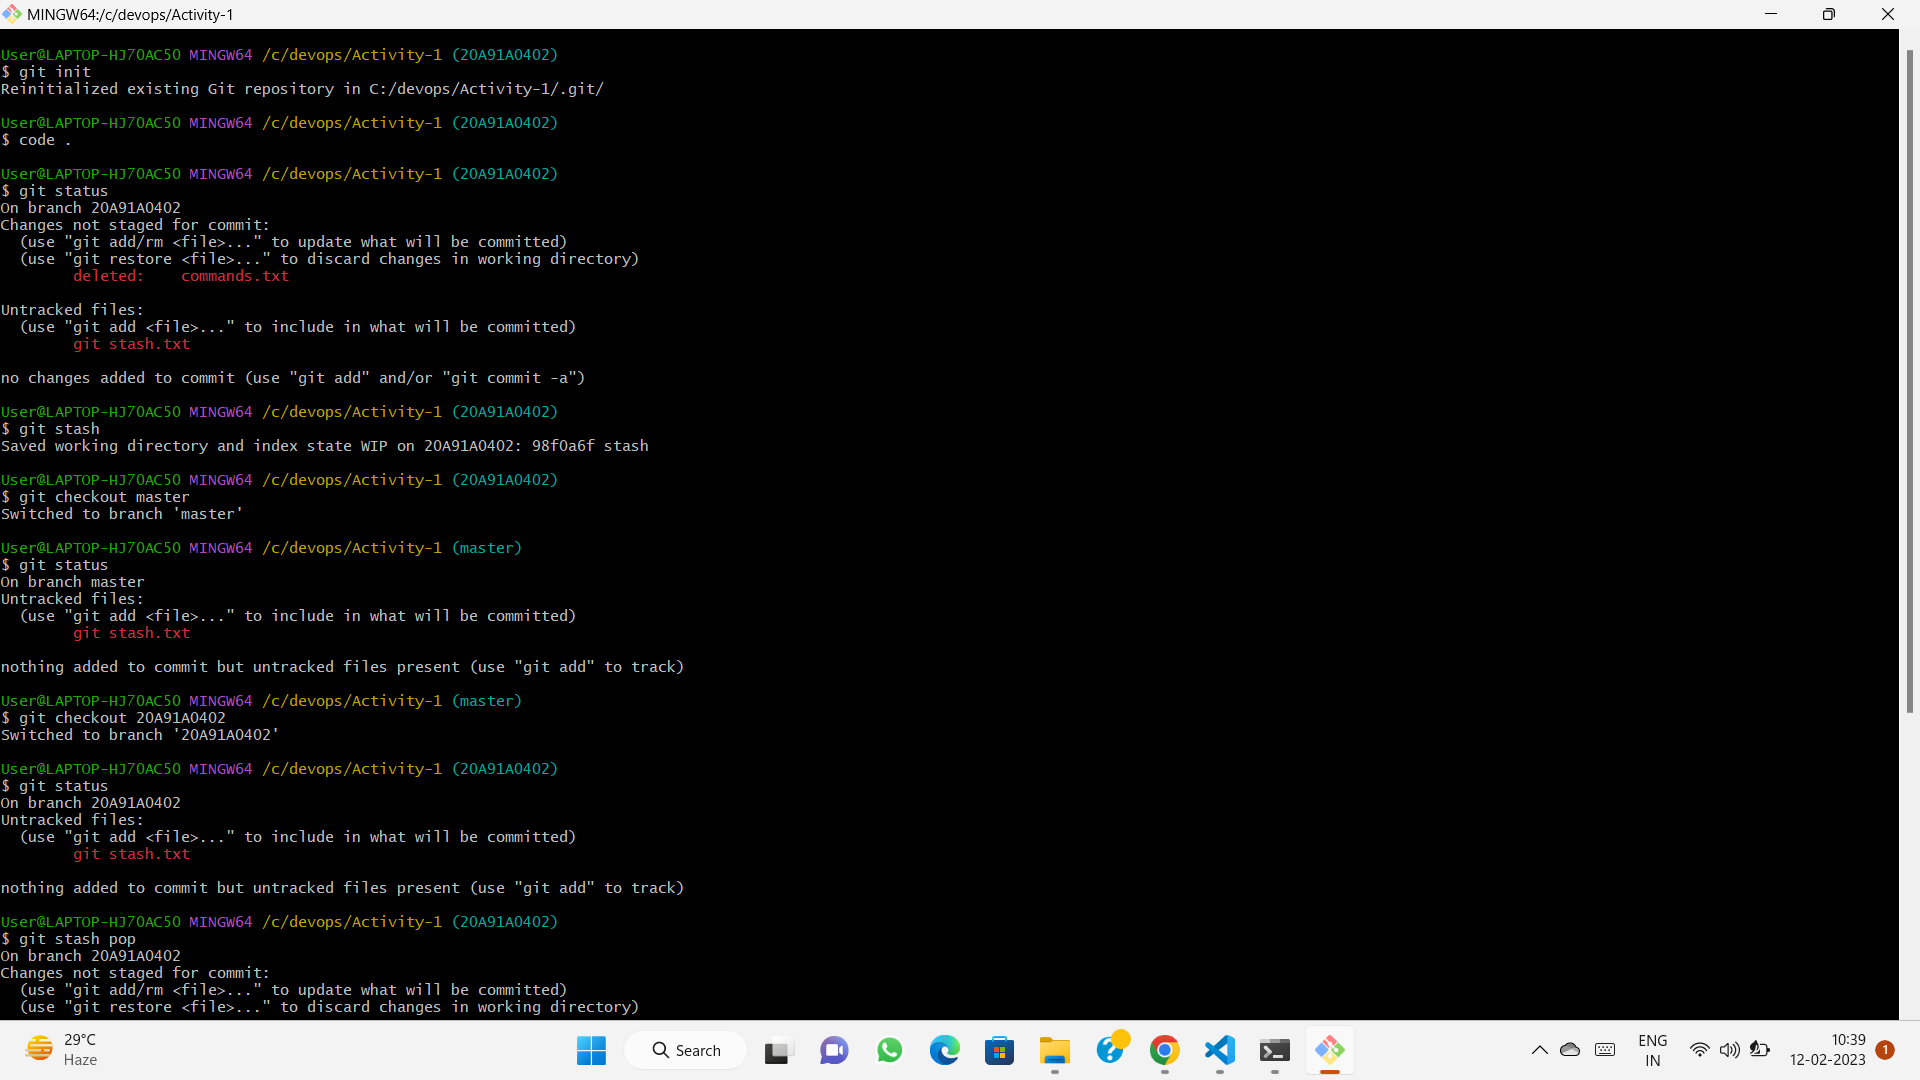 MINGW64:/c/devops/Activity-1
User@LAPTOP-HJ7OAC5O MINGW64 /c/devops/Activity-1 (20A91A0402)
$ git init
Reinitialized existing Git repository in C:/devops/Activity-1/.git/
User@LAPTOP-HJ7OAC5O MINGW64 /c/devops/Activity-1 (20A91A0402)
$ code .
User@LAPTOP-HJ7OAC5O MINGW64 /c/devops/Activity-1 (20A91A0402)
$ git status
On branch 20A91A0402
Changes not staged for commit:
  (use "git add/rm <file>..." to update what will be committed)
  (use "git restore <file>..." to discard changes in working directory)
        deleted:    commands.txt
Untracked files:
  (use "git add <file>..." to include in what will be committed)
        git stash.txt
no changes added to commit (use "git add" and/or "git commit -a")
User@LAPTOP-HJ7OAC5O MINGW64 /c/devops/Activity-1 (20A91A0402)
$ git stash
Saved working directory and index state WIP on 20A91A0402: 98f0a6f stash
User@LAPTOP-HJ7OAC5O MINGW64 /c/devops/Activity-1 (20A91A0402)
$ git checkout master
Switched to branch 'master'
User@LAPTOP-HJ7OAC5O MINGW64 /c/devops/Activity-1 (master)
$ git status
On branch master
Untracked files:
  (use "git add <file>..." to include in what will be committed)
        git stash.txt
nothing added to commit but untracked files present (use "git add" to track)
User@LAPTOP-HJ7OAC5O MINGW64 /c/devops/Activity-1 (master)
$ git checkout 20A91A0402
Switched to branch '20A91A0402'
User@LAPTOP-HJ7OAC5O MINGW64 /c/devops/Activity-1 (20A91A0402)
$ git status
On branch 20A91A0402
Untracked files:
  (use "git add <file>..." to include in what will be committed)
        git stash.txt
nothing added to commit but untracked files present (use "git add" to track)
User@LAPTOP-HJ7OAC5O MINGW64 /c/devops/Activity-1 (20A91A0402)
$ git stash pop
On branch 20A91A0402
Changes not staged for commit:
  (use "git add/rm <file>..." to update what will be committed)
  (use "git restore <file>..." to discard changes in working directory)
29°C
Haze
Search
ENG
IN
10:39
12-02-2023
1